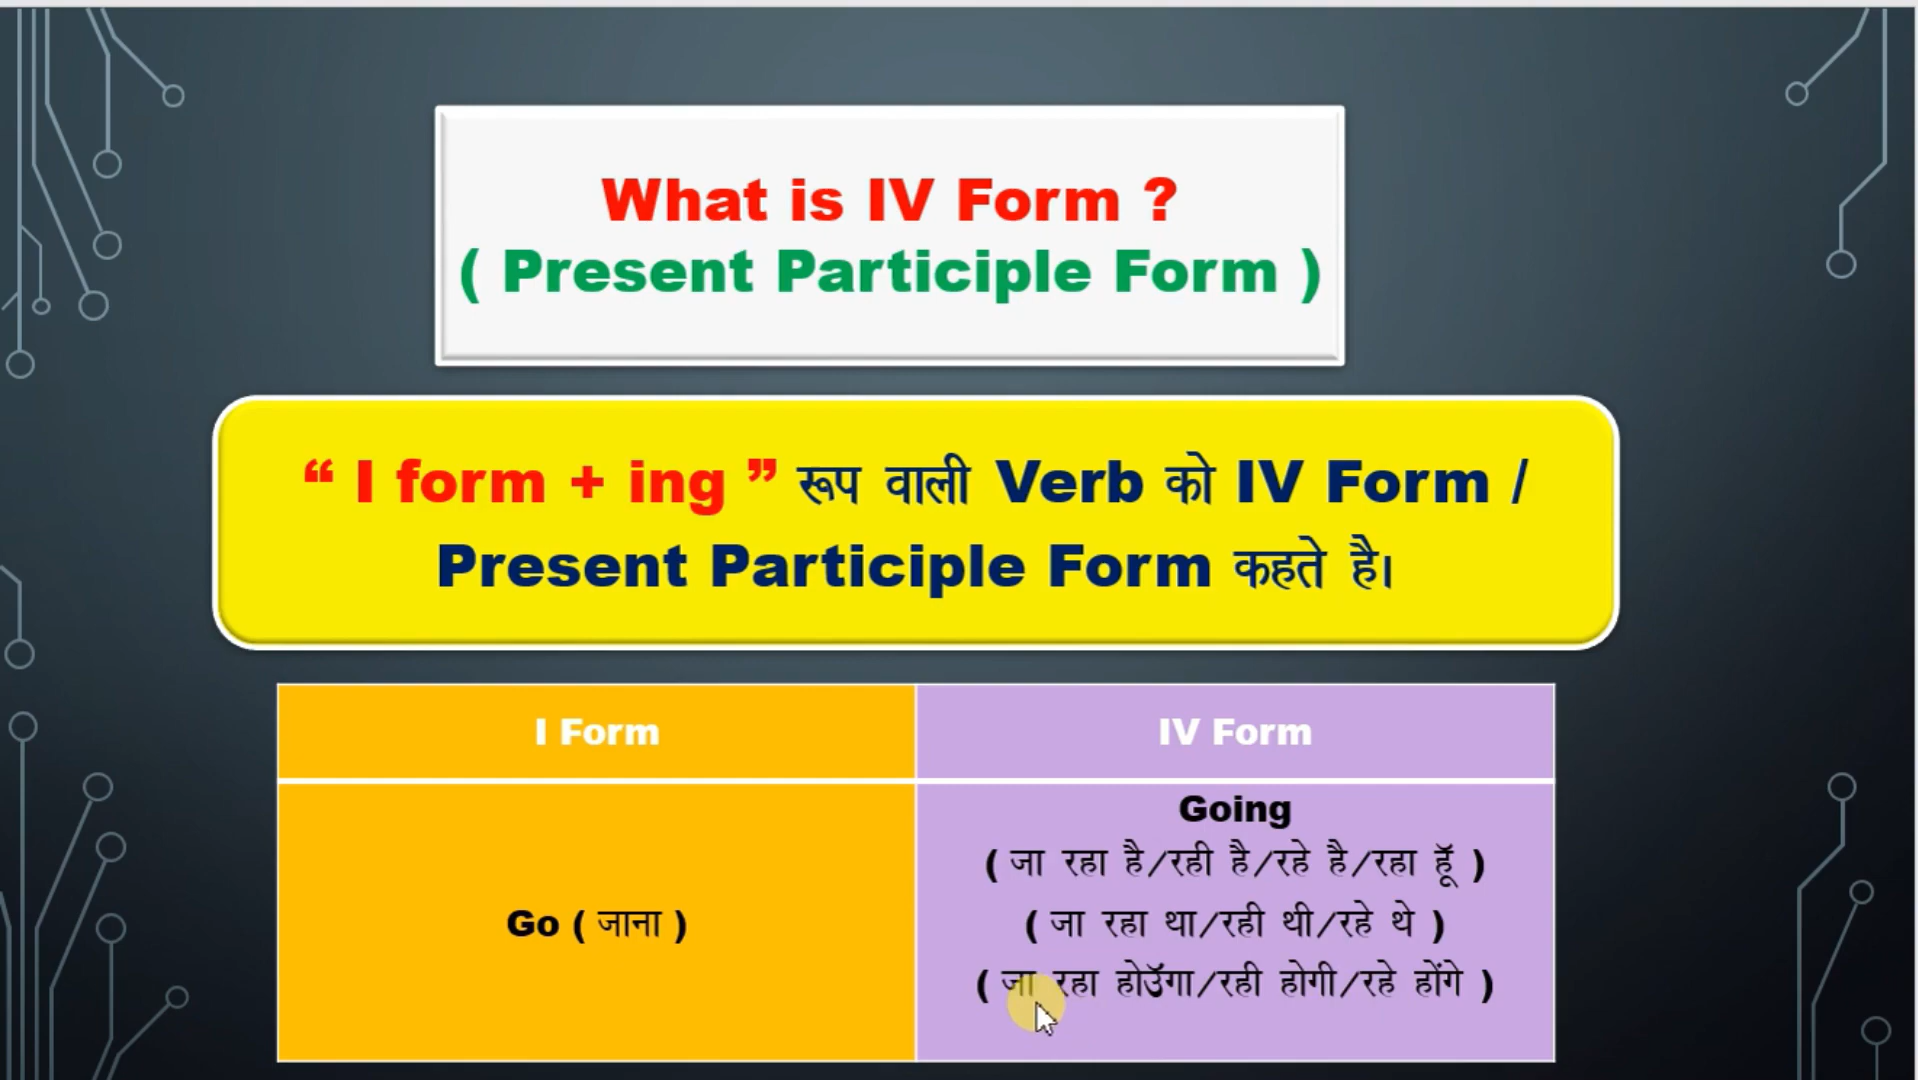 What is IV Form ?
( Present Participle Form )
“ I form + ing ” रूप वाली Verb को IV Form /
Present Participle Form कहते है।
I Form
IV Form
Go ( जाना )
Going
( जा रहा है/रही है/रहे है/रहा हूॅं )
( जा रहा था/रही थी/रहे थे )
( जा रहा होउॅंगा/रही होगी/रहे होंगे )